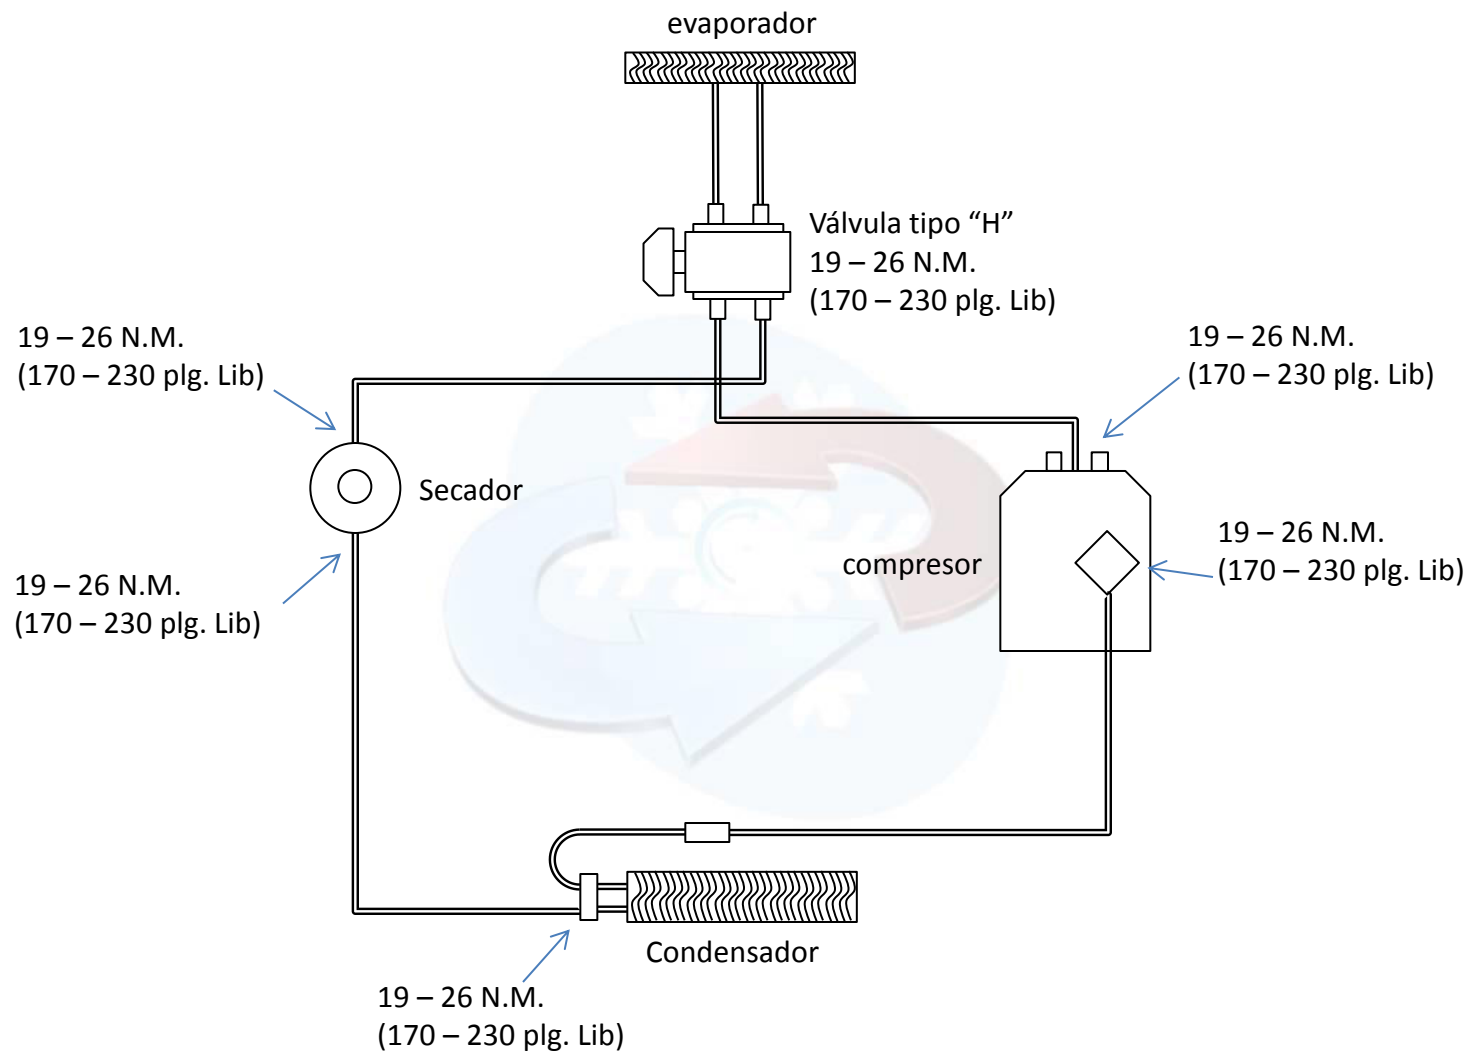 evaporador
Válvula tipo “H”
19 – 26 N.M.
(170 – 230 plg. Lib)
19 – 26 N.M.
(170 – 230 plg. Lib)
19 – 26 N.M.
(170 – 230 plg. Lib)
Secador
compresor
19 – 26 N.M.
(170 – 230 plg. Lib)
19 – 26 N.M.
(170 – 230 plg. Lib)
Condensador
19 – 26 N.M.
(170 – 230 plg. Lib)